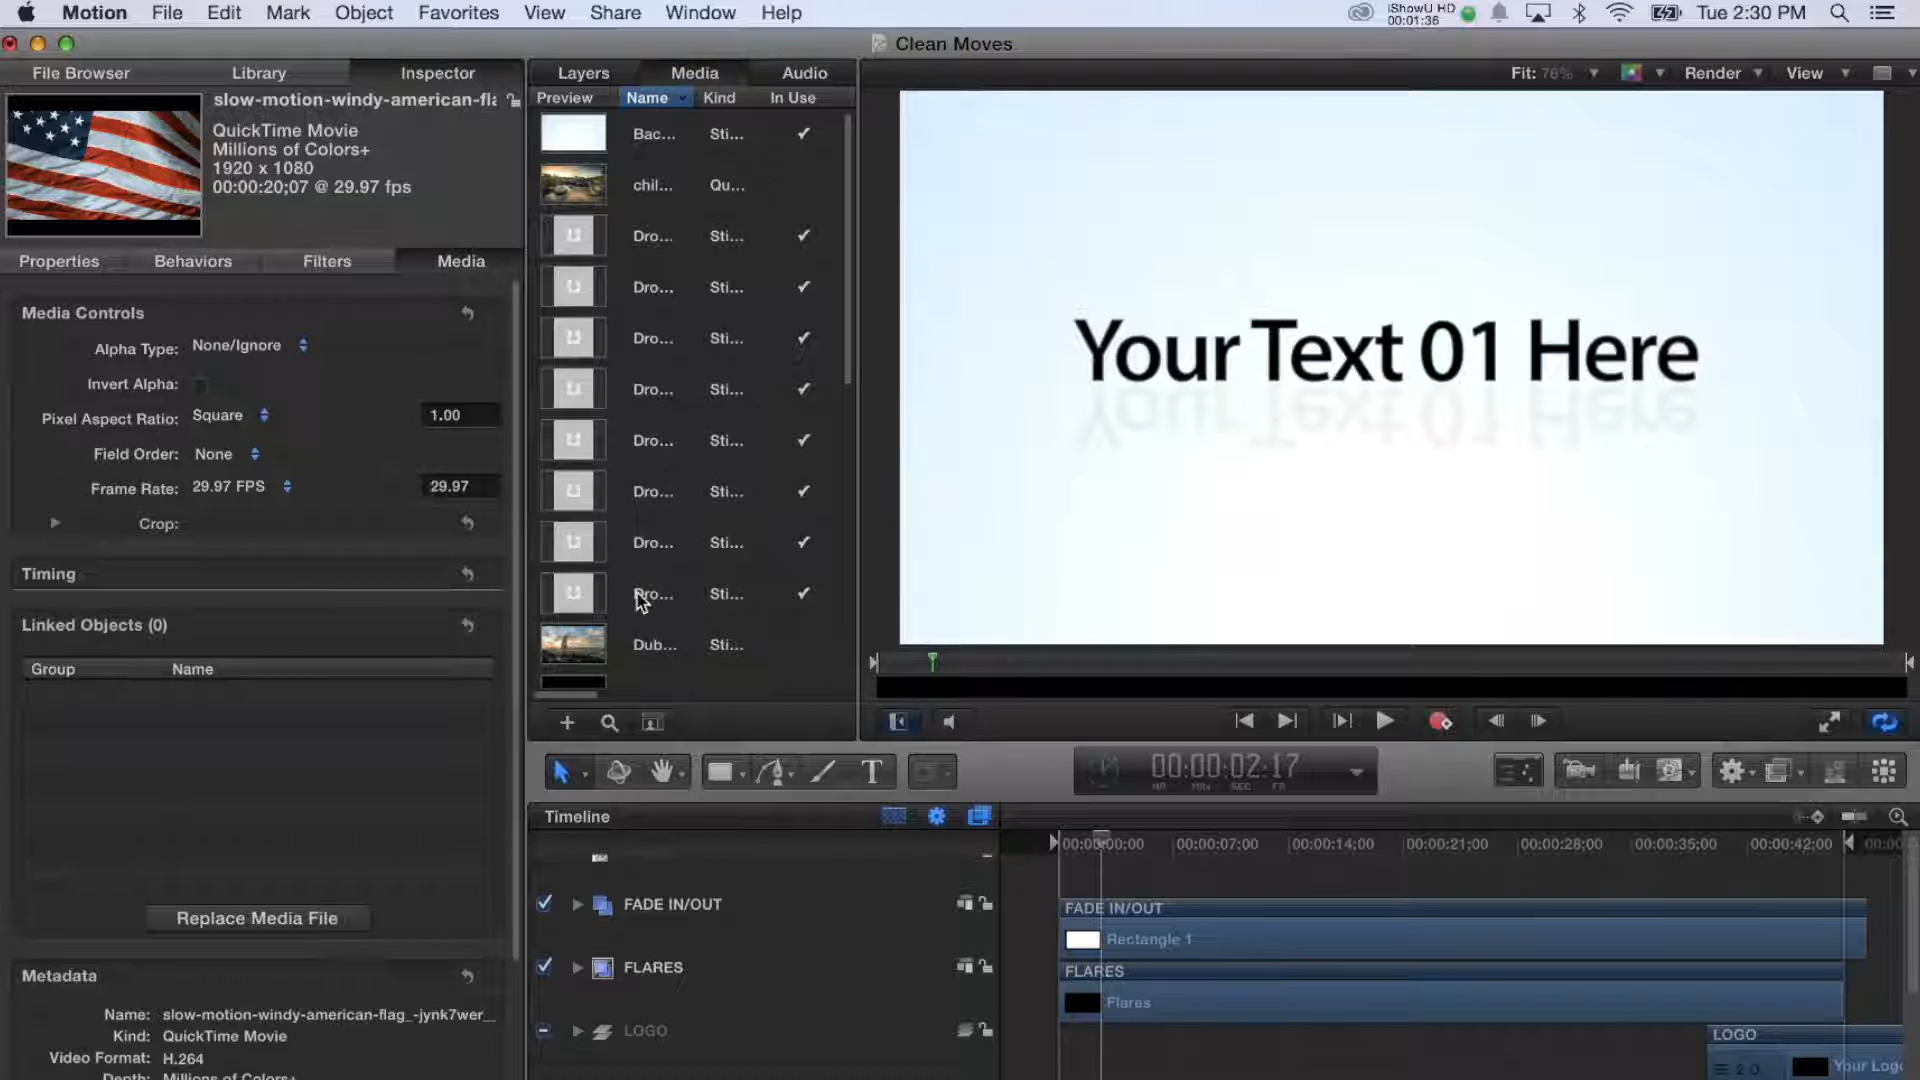 Motion File Edit Mark Object Favorites View Share Window Help
iShowU HD
00:01:36
Tue 2:30 PM
Clean Moves
File Browser Library Inspector
Layers Media Audio
Fit: 76% Render View
slow-motion-windy-american-fl
QuickTime Movie
Millions of Colors+
1920 x 1080
00:00:20;07 @ 29.97 fps
Preview Name Kind In Use
Bac... Sti...
chil... Qu...
Dro... Sti...
Dro... Sti...
Dro... Sti...
Dro... Sti...
Dro... Sti...
Dro... Sti...
Dro... Sti...
Dro... Sti...
Dub... Sti...
Properties Behaviors Filters Media
Media Controls
Alpha Type: None/Ignore
Invert Alpha:
Pixel Aspect Ratio: Square 1.00
Field Order: None
Frame Rate: 29.97 FPS 29.97
Crop:
Timing
Linked Objects (0)
Group Name
Replace Media File
Metadata
Name: slow-motion-windy-american-flag_-jynk7wer_
Kind: QuickTime Movie
Video Format: H.264
Depth: Millions of Colors+
Your Text 01 Here
00:00:02:17
HR MIN SEC FR
Timeline
00:00:00;00 00:00:07;00 00:00:14;00 00:00:21;00 00:00:28;00 00:00:35;00 00:00:42;00 00:00
FADE IN/OUT
FLARES
LOGO
FADE IN/OUT
Rectangle 1
FLARES
Flares
LOGO
2 0
Your Logo